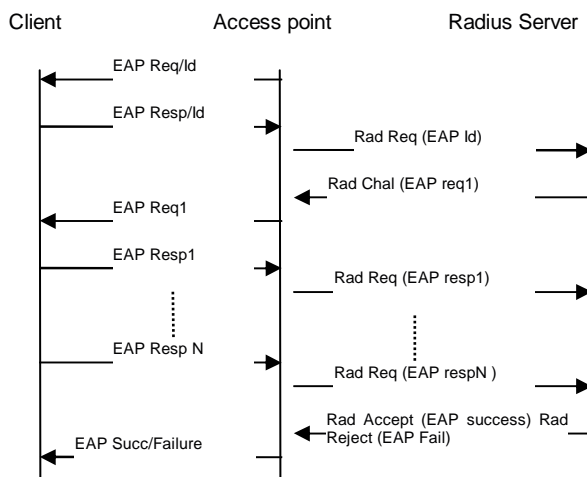 Client Access point Radius Server
EAP Req/Id
EAP Resp/Id
Rad Req (EAP Id)
Rad Chal (EAP req1)
EAP Req1
EAP Resp1
Rad Req (EAP resp1)
EAP Resp N
Rad Req (EAP respN )
Rad Accept (EAP success) Rad
Reject (EAP Fail)
EAP Succ/Failure